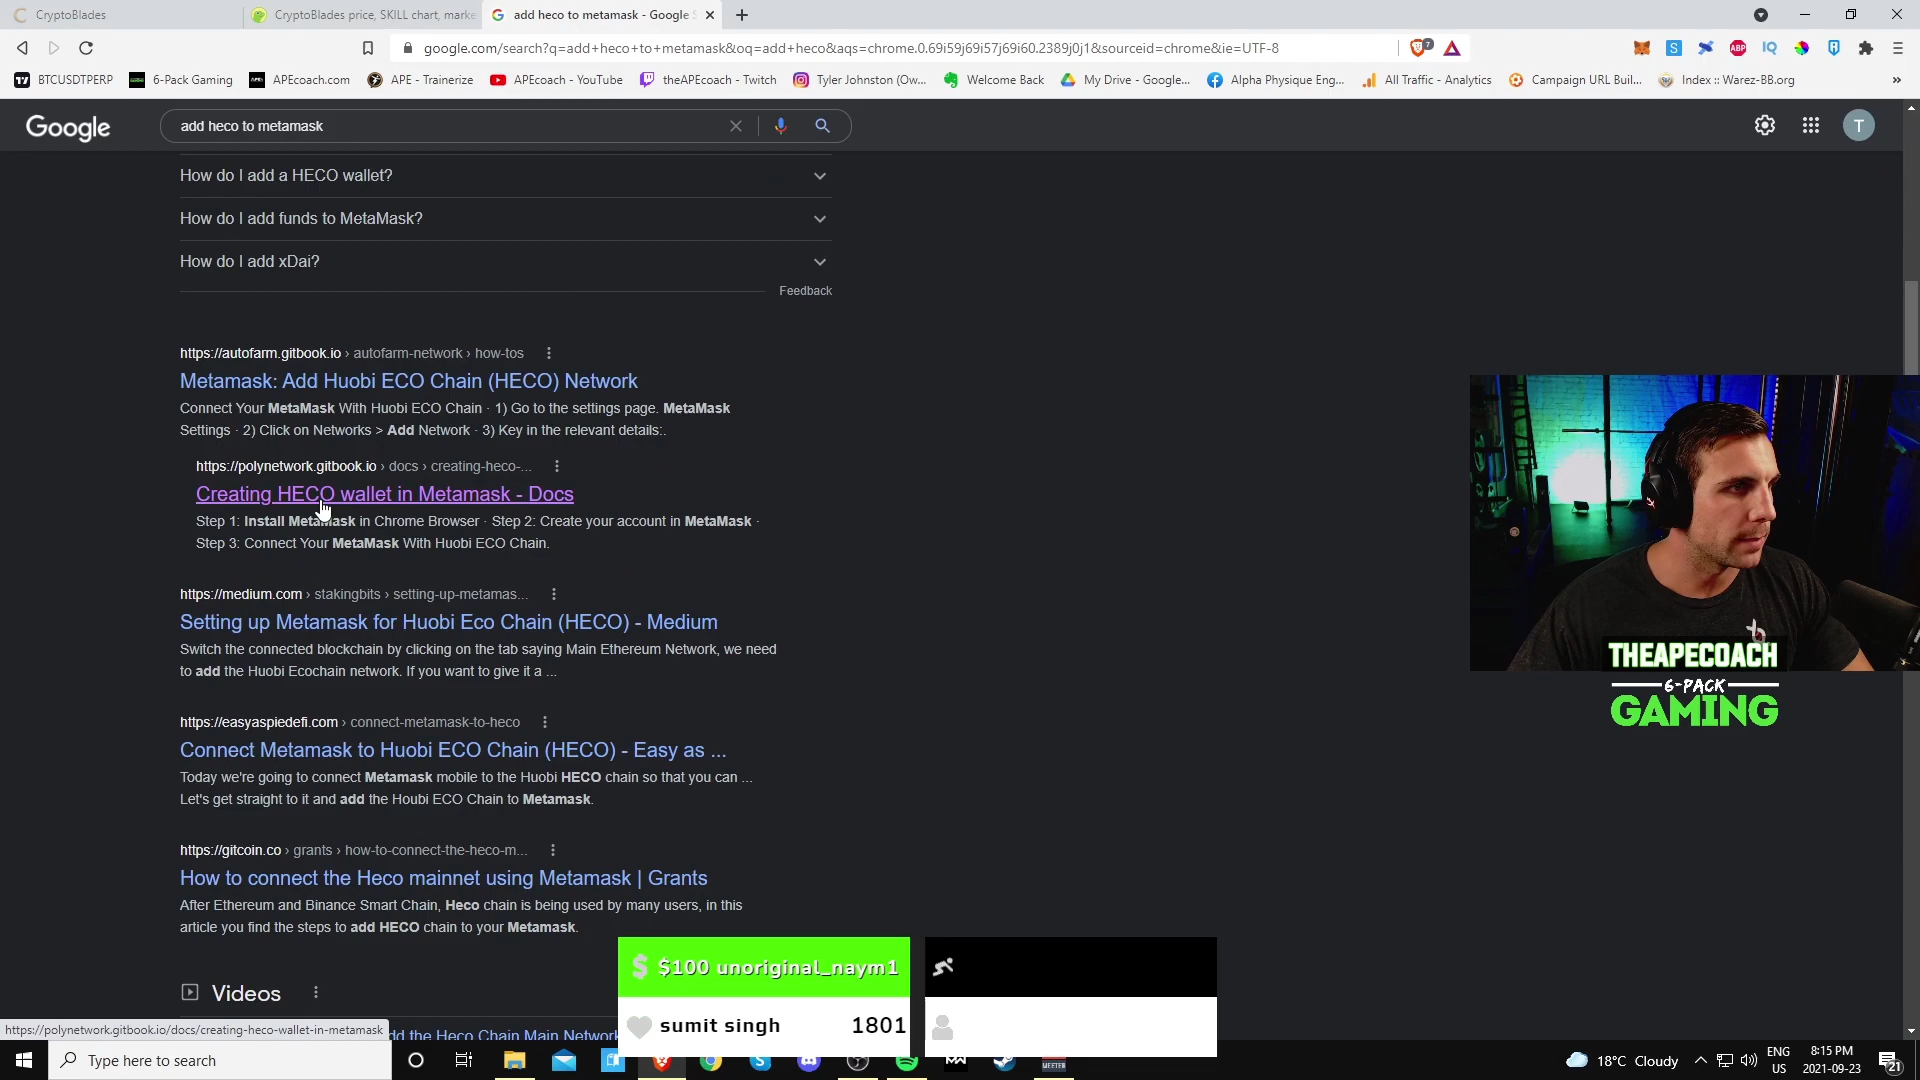 CryptoBlades
CryptoBlades price, SKILL chart, marke
add heco to metamask - Google S
google.com/search?q=add+heco+to+metamask&oq=add+heco&aqs=chrome.0.69i59j69i57j69i60.2389j0j1&sourceid=chrome&ie=UTF-8
BTCUSDTPERP
6-Pack Gaming
APEcoach.com
APE - Trainerize
APEcoach - YouTube
theAPEcoach - Twitch
Tyler Johnston (Ow...
Welcome Back
My Drive - Google...
Alpha Physique Eng...
All Traffic - Analytics
Campaign URL Buil...
Index :: Warez-BB.org
Google
add heco to metamask
T
How do I add a HECO wallet?
How do I add funds to MetaMask?
How do I add xDai?
Feedback
https://autofarm.gitbook.io › autofarm-network › how-tos
Metamask: Add Huobi ECO Chain (HECO) Network
Connect Your MetaMask With Huobi ECO Chain · 1) Go to the settings page. MetaMask
Settings · 2) Click on Networks > Add Network · 3) Key in the relevant details:.
https://polynetwork.gitbook.io › docs › creating-heco-...
Creating HECO wallet in Metamask - Docs
Step 1: Install MetaMask in Chrome Browser · Step 2: Create your account in MetaMask ·
Step 3: Connect Your MetaMask With Huobi ECO Chain.
https://medium.com › stakingbits › setting-up-metamas...
Setting up Metamask for Huobi Eco Chain (HECO) - Medium
Switch the connected blockchain by clicking on the tab saying Main Ethereum Network, we need
to add the Huobi Ecochain network. If you want to give it a ...
https://easyaspiedefi.com › connect-metamask-to-heco
Connect Metamask to Huobi ECO Chain (HECO) - Easy as ...
Today we're going to connect Metamask mobile to the Huobi HECO chain so that you can ...
Let's get straight to it and add the Houbi ECO Chain to Metamask.
https://gitcoin.co › grants › how-to-connect-the-heco-m...
How to connect the Heco mainnet using Metamask | Grants
After Ethereum and Binance Smart Chain, Heco chain is being used by many users, in this
article you find the steps to add HECO chain to your Metamask.
Videos
dd the Heco Chain Main Network
https://polynetwork.gitbook.io/docs/creating-heco-wallet-in-metamask
THEAPECOACH
6-PACK
GAMING
$100 unoriginal_naym1
sumit singh 1801
Type here to search
18°C Cloudy
ENG
US
8:15 PM
2021-09-23
21